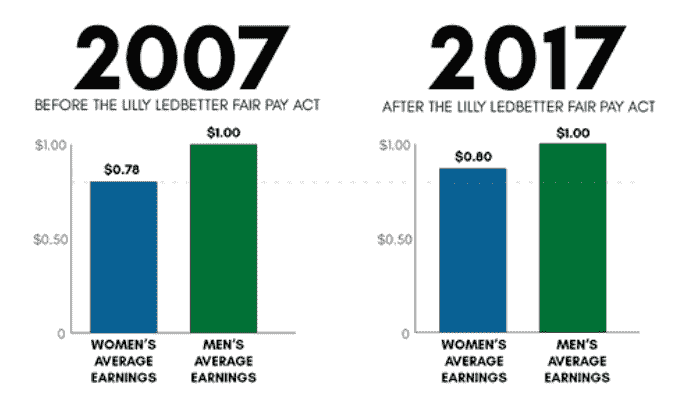 2007
BEFORE THE LILLY LEDBETTER FAIR PAY ACT
$1.00
$0.50
0
$0.78
$1.00
WOMEN'S
AVERAGE
EARNINGS
MEN'S
AVERAGE
EARNINGS
2017
AFTER THE LILLY LEDBETTER FAIR PAY ACT
$1.00
$0.50
0
$0.80
$1.00
WOMEN'S
AVERAGE
EARNINGS
MEN'S
AVERAGE
EARNINGS